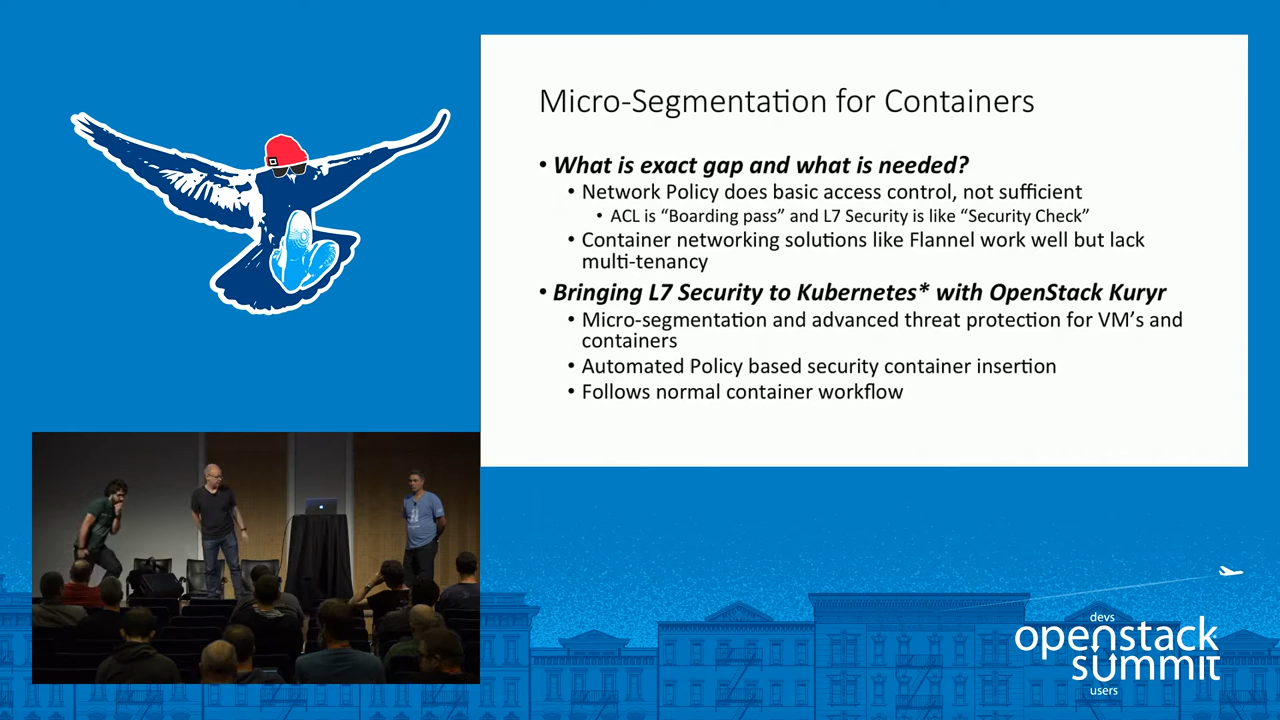 Micro-Segmentation for Containers
• What is exact gap and what is needed?
• Network Policy does basic access control, not sufficient
• ACL is “Boarding pass” and L7 Security is like “Security Check”
• Container networking solutions like Flannel work well but lack
multi-tenancy
• Bringing L7 Security to Kubernetes* with OpenStack Kuryr
• Micro-segmentation and advanced threat protection for VM’s and
containers
• Automated Policy based security container insertion
• Follows normal container workflow
devs
openstack
summit
users